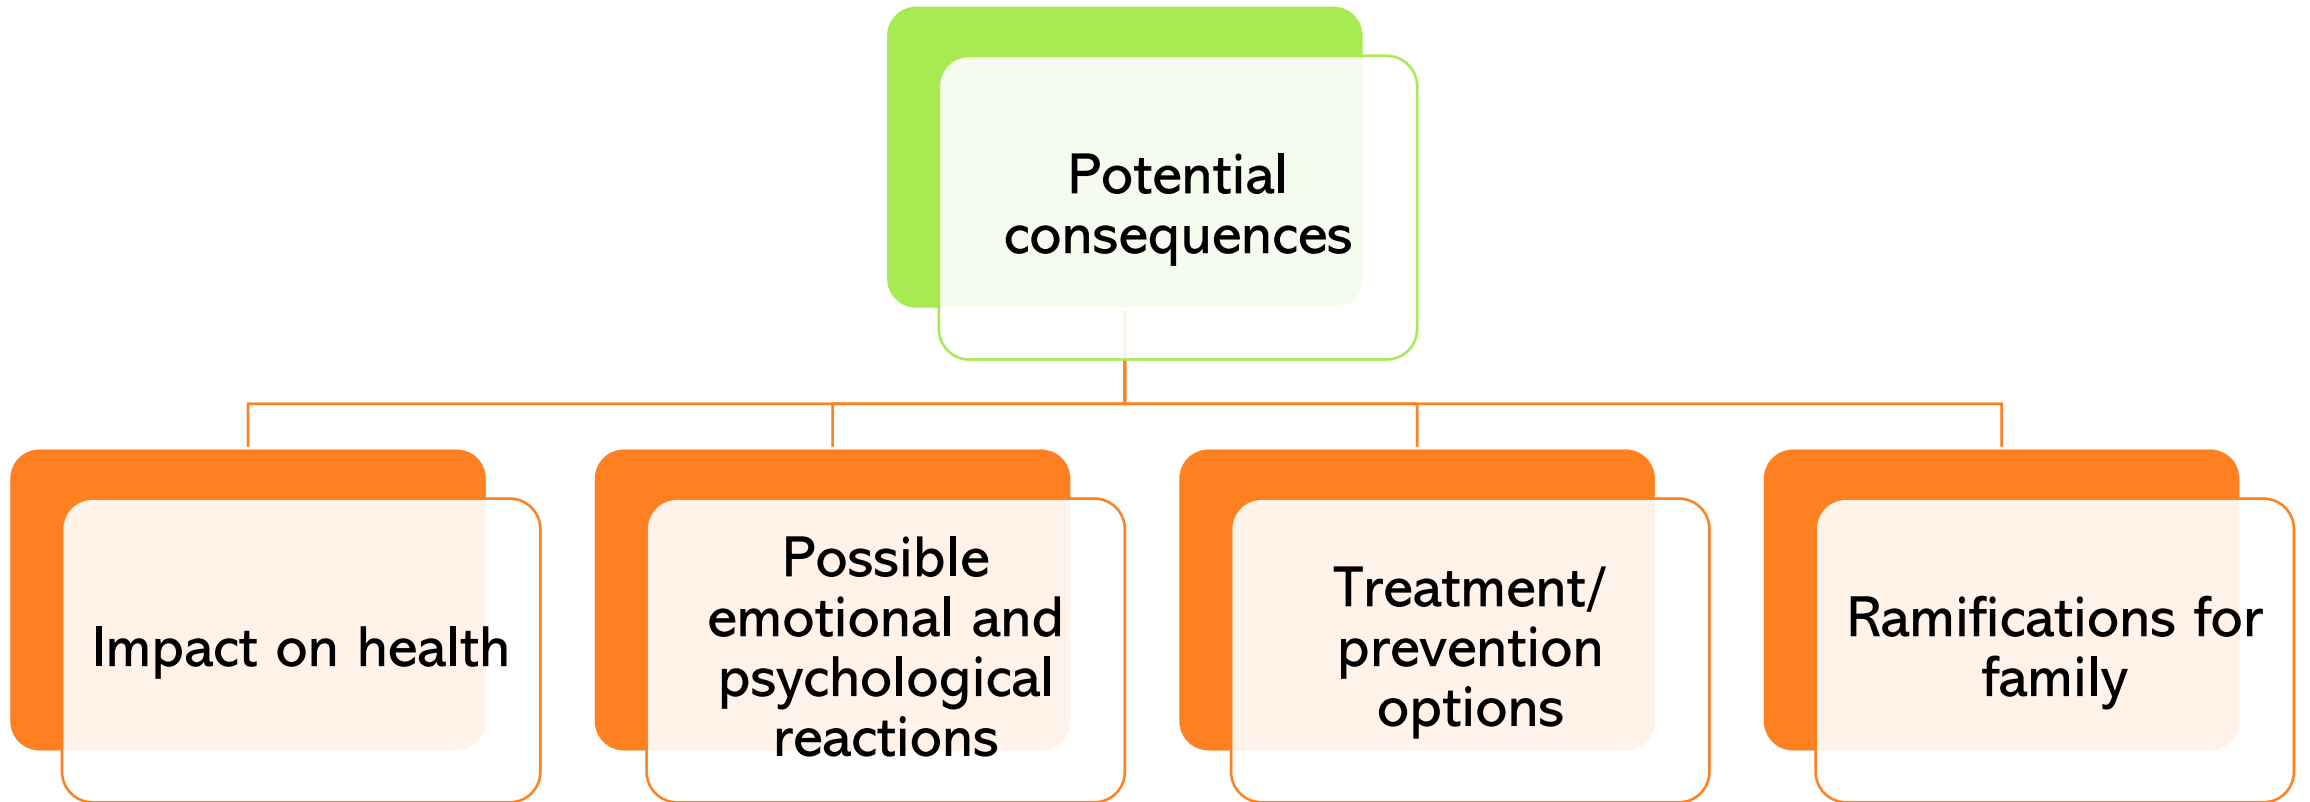 Potential
consequences
Impact on health
Possible
emotional and
psychological
reactions
Treatment/
prevention
options
Ramifications for
family